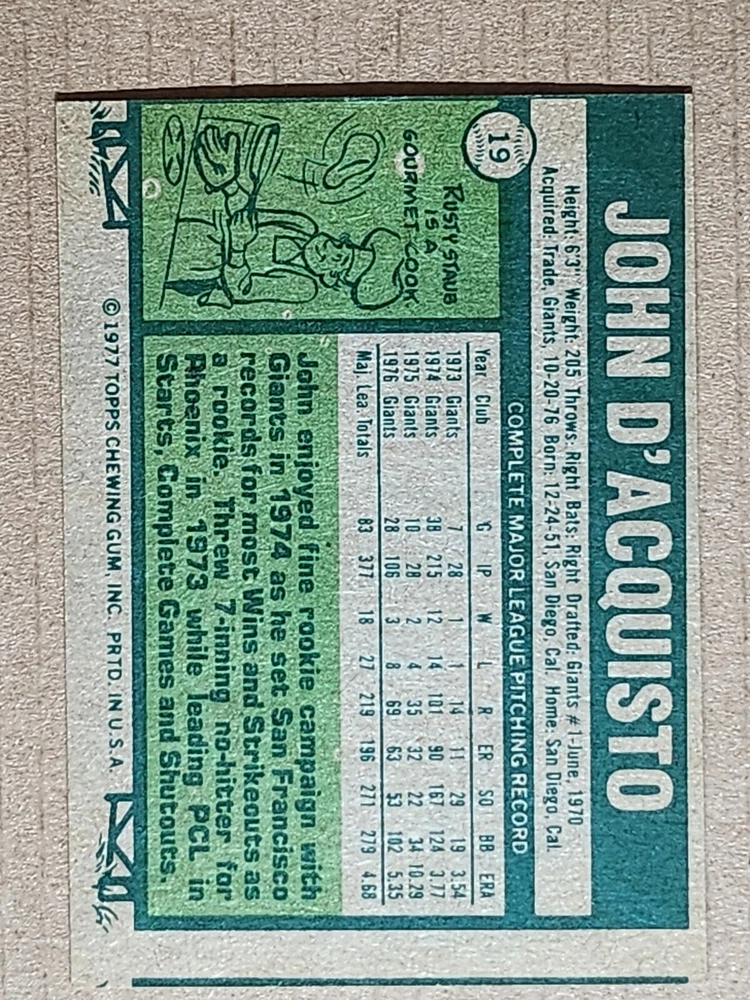 19
JOHN D'ACQUISTO
Height: 6'3" Weight: 205 Throws: Right Bats: Right Drafted: Giants #1-June, 1970
Acquired: Trade, Giants, 10-20-76 Born: 12-24-51, San Diego, Cal. Home: San Diego, Cal.
COMPLETE MAJOR LEAGUE PITCHING RECORD
Year Club G IP W L R ER SO BB ERA
1973 Giants 7 28 1 1 14 11 29 19 3.54
1974 Giants 38 215 12 14 101 90 167 124 3.77
1975 Giants 10 28 2 4 35 32 22 34 10.29
1976 Giants 28 106 3 8 69 63 53 102 5.35
Maj. Lea. Totals 83 377 18 27 219 196 271 279 4.68
RUSTY STAUB
IS A
GOURMET COOK
John enjoyed fine rookie campaign with
Giants in 1974 as he set San Francisco
records for most Wins and Strikeouts as
a rookie. Threw 7-inning no-hitter for
Phoenix in 1973 while leading PCL in
Starts, Complete Games and Shutouts.
© 1977 TOPPS CHEWING GUM, INC. PRTD. IN U.S.A.